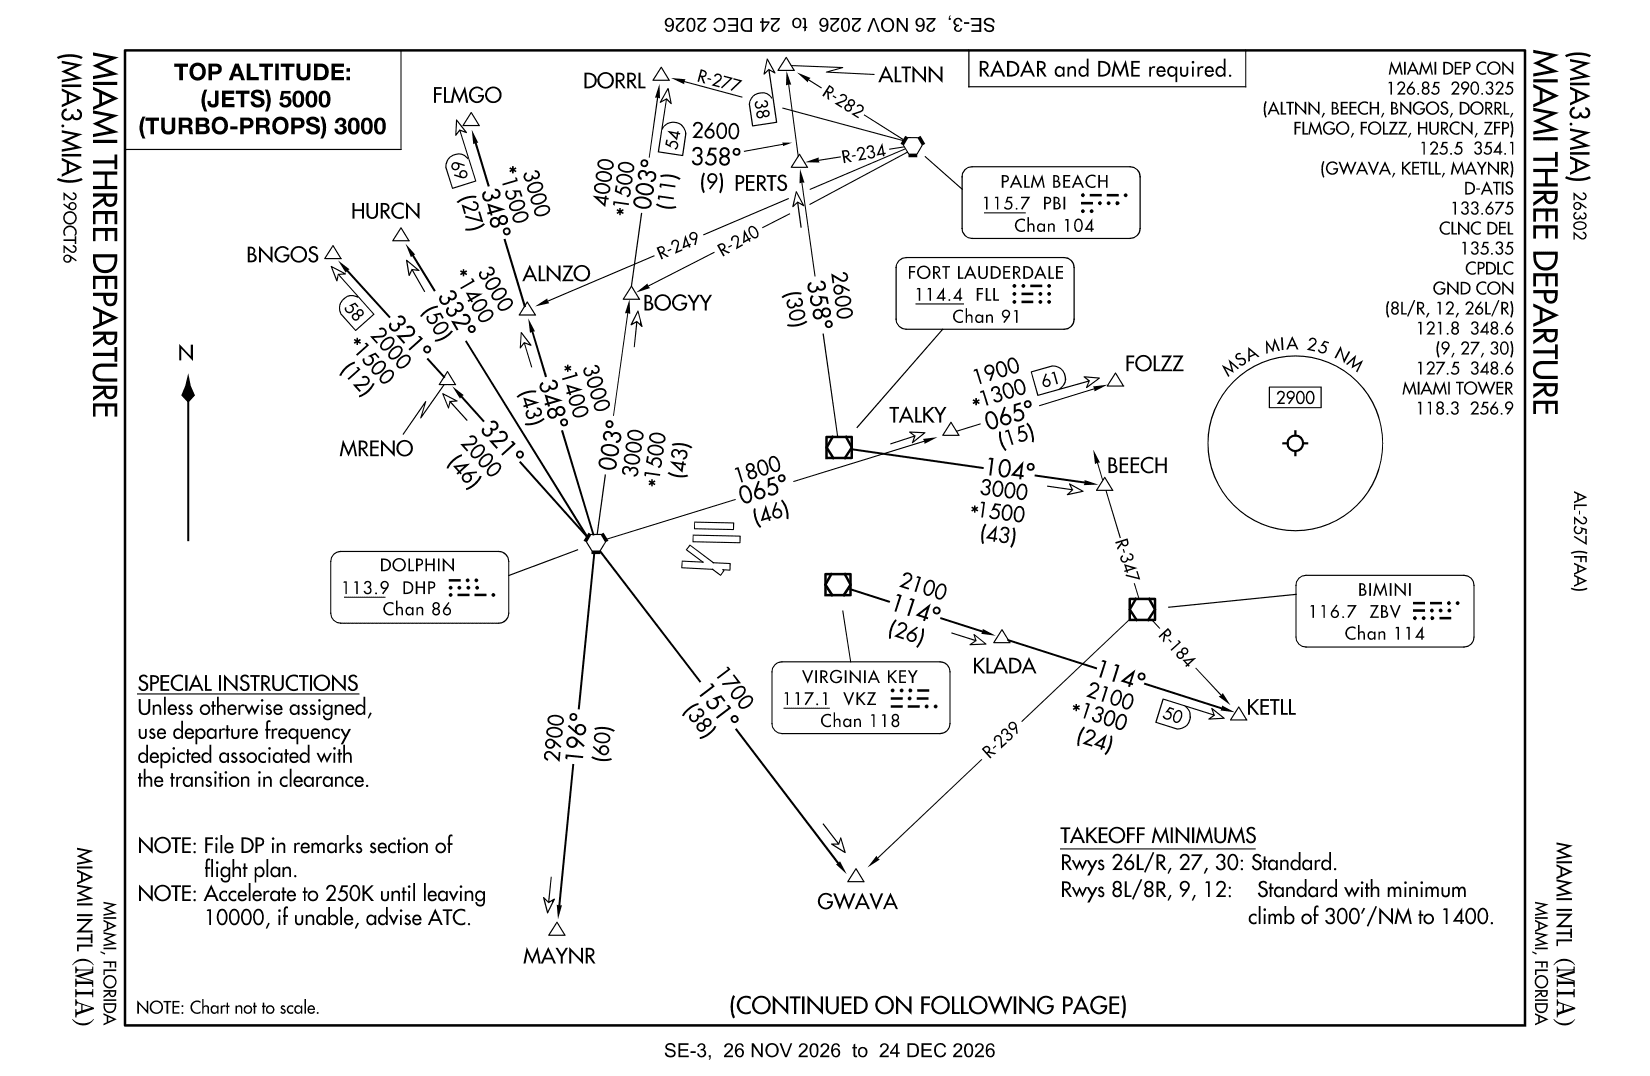 SE-3, 26 NOV 2026 to 24 DEC 2026
(MIA3.MIA) 29OCT26
MIAMI THREE DEPARTURE
MIAMI INTL (MIA)
MIAMI, FLORIDA
TOP ALTITUDE:
(JETS) 5000
(TURBO-PROPS) 3000
RADAR and DME required.
MIAMI DEP CON
126.85 290.325
(ALTNN, BEECH, BNGOS, DORRL,
FLMGO, FOLZZ, HURCN, ZFP)
125.5 354.1
(GWAVA, KETLL, MAYNR)
D-ATIS
133.675
CLNC DEL
135.35
CPDLC
GND CON
(8L/R, 12, 26L/R)
121.8 348.6
(9, 27, 30)
127.5 348.6
MIAMI TOWER
118.3 256.9
FLMGO
69
3000
*1500
348°
(27)
DORRL
R-277
54
4000
*1500
003°
(11)
2600
358°
(9)
38
ALTNN
R-282
R-234
PERTS
PALM BEACH
115.7 PBI
Chan 104
R-249
R-240
HURCN
BNGOS
58
321°
2000
*1500
(12)
3000
*1400
332°
(50)
ALNZO
BOGYY
2600
358°
(30)
FORT LAUDERDALE
114.4 FLL
Chan 91
N
MRENO
321°
2000
(46)
3000
*1400
348°
(43)
003°
3000
*1500
(43)
1800
065°
(46)
TALKY
1900
*1300
065°
(15)
61
FOLZZ
MSA MIA 25 NM
2900
104°
3000
*1500
(43)
BEECH
R-347
DOLPHIN
113.9 DHP
Chan 86
2100
114°
(26)
KLADA
BIMINI
116.7 ZBV
Chan 114
R-184
VIRGINIA KEY
117.1 VKZ
Chan 118
114°
2100
*1300
(24)
50
KETLL
R-239
1700
151°
(38)
GWAVA
2900
196°
(60)
MAYNR
SPECIAL INSTRUCTIONS
Unless otherwise assigned,
use departure frequency
depicted associated with
the transition in clearance.
NOTE: File DP in remarks section of
flight plan.
NOTE: Accelerate to 250K until leaving
10000, if unable, advise ATC.
TAKEOFF MINIMUMS
Rwys 26L/R, 27, 30: Standard.
Rwys 8L/8R, 9, 12: Standard with minimum
climb of 300'/NM to 1400.
NOTE: Chart not to scale.
(CONTINUED ON FOLLOWING PAGE)
(MIA3.MIA) 26302
MIAMI THREE DEPARTURE
AL-257 (FAA)
MIAMI INTL (MIA)
MIAMI, FLORIDA
SE-3, 26 NOV 2026 to 24 DEC 2026